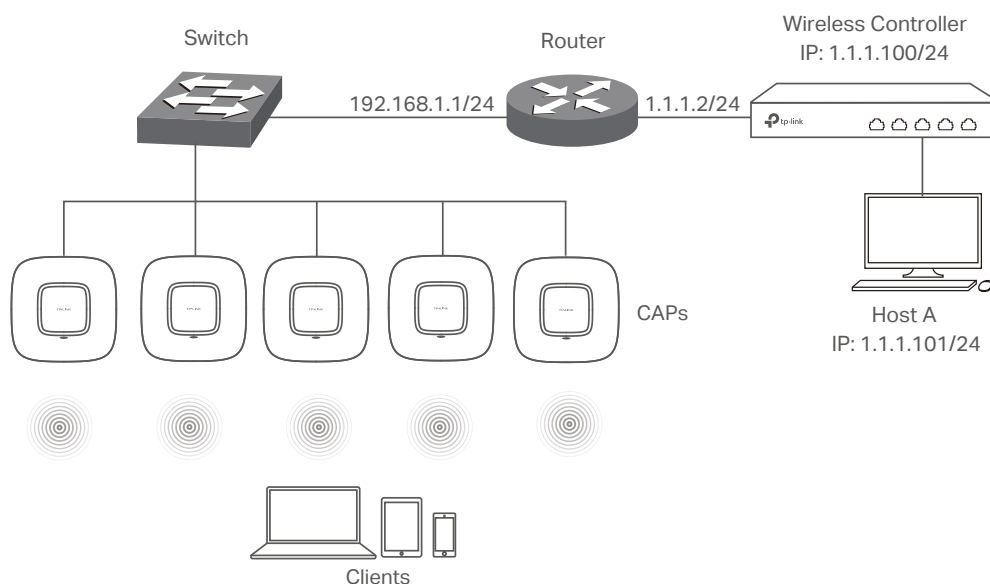 Switch
Router
Wireless Controller
IP: 1.1.1.100/24
192.168.1.1/24
1.1.1.2/24
tp-link
CAPs
Host A
IP: 1.1.1.101/24
Clients